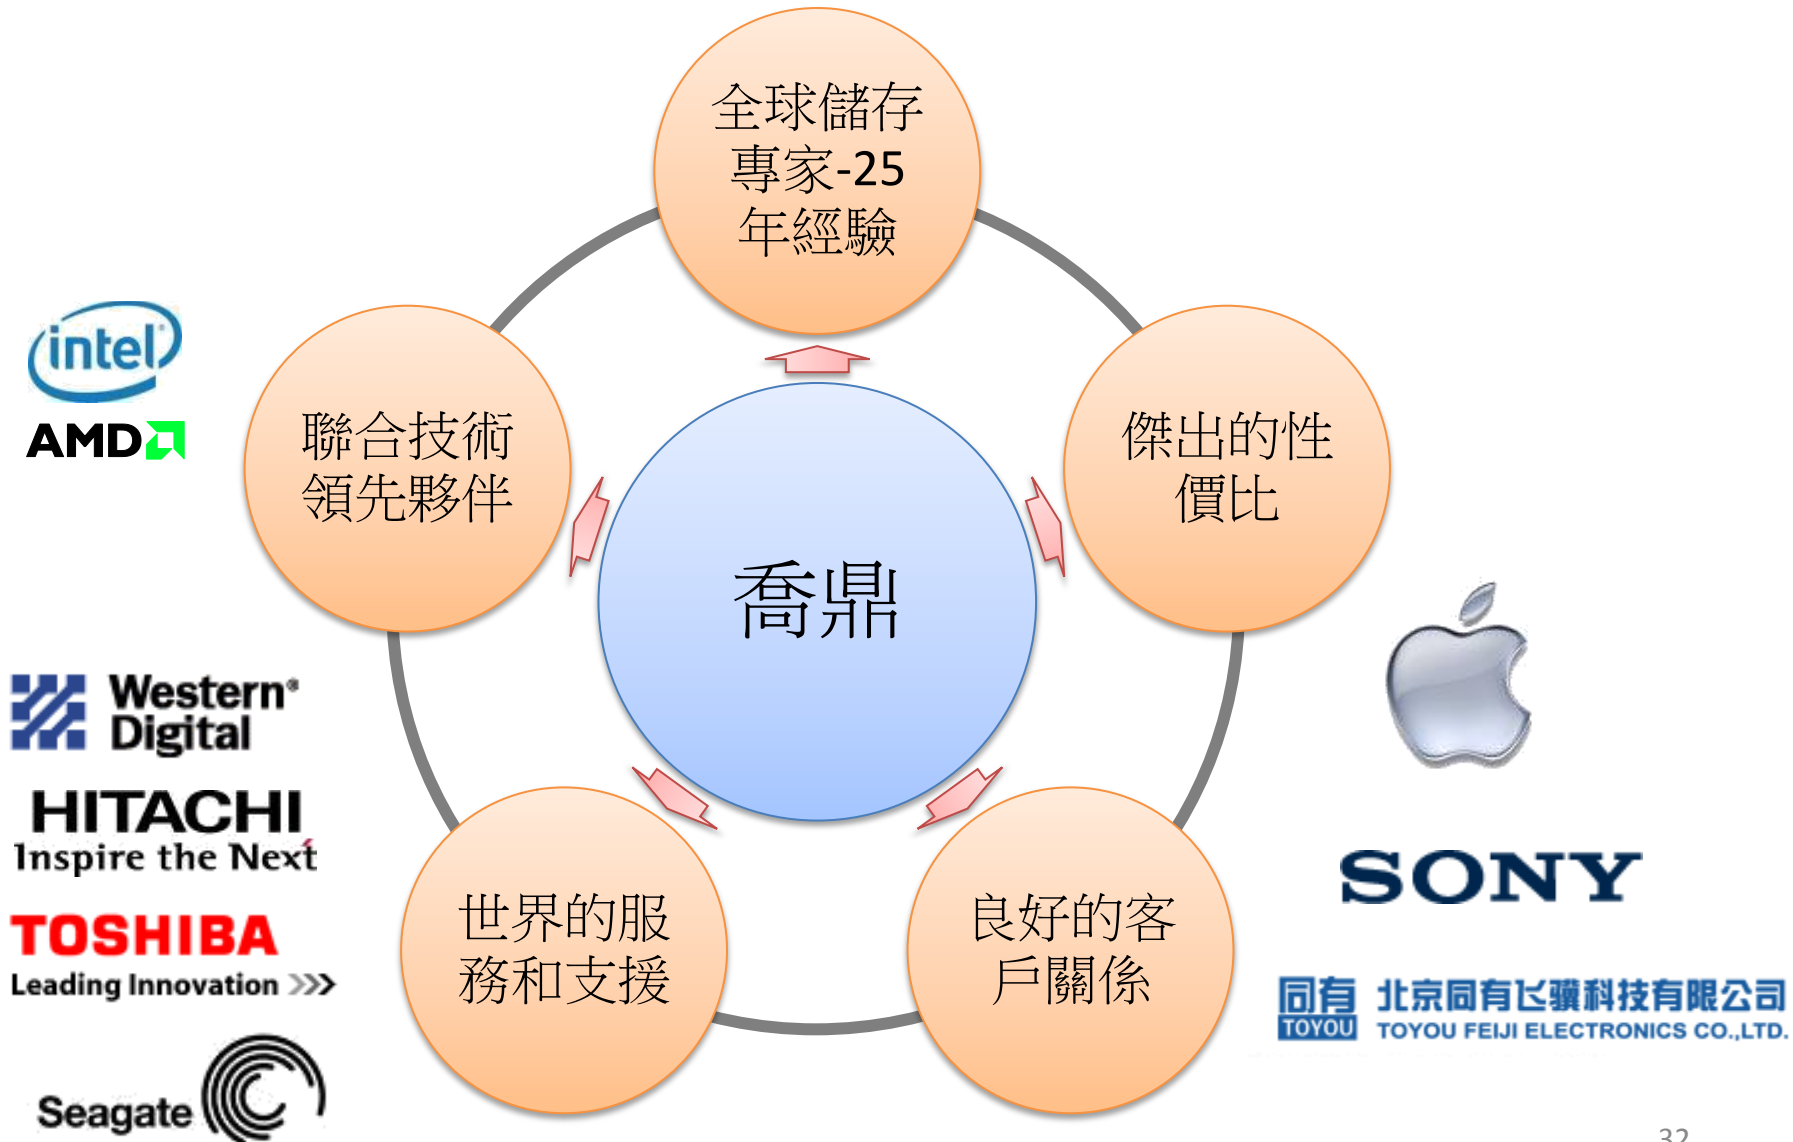 全球儲存
專家-25
年經驗
intel
AMD
聯合技術
領先夥伴
傑出的性
價比
喬鼎
Western®
Digital
HITACHI
Inspire the Next
TOSHIBA
Leading Innovation >>>
Seagate
世界的服
務和支援
良好的客
戶關係
SONY
同有
TOYOU
北京同有飞骥科技有限公司
TOYOU FEIJI ELECTRONICS CO.,LTD.
32